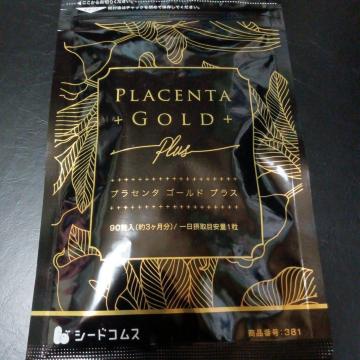 PLACENTA
+ GOLD +
Plus
プラセンタ ゴールド プラス
90粒入(約3ヶ月分)/一日摂取目安量1粒
シードコムス
商品番号:381